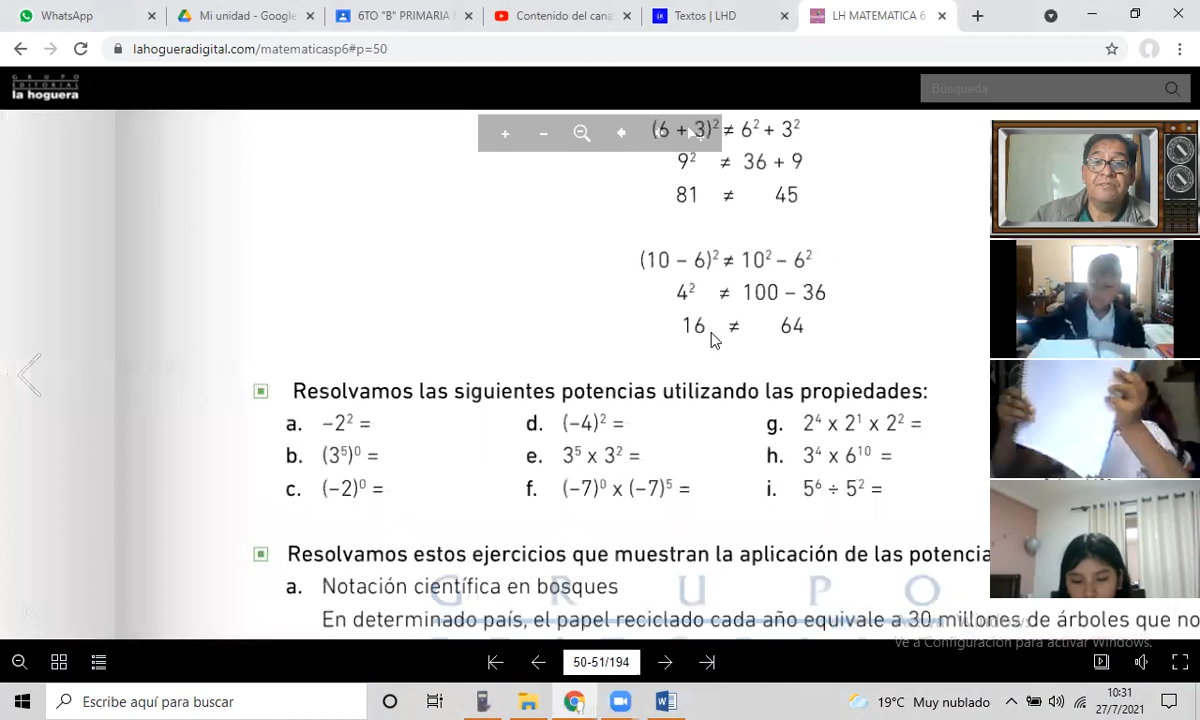 WhatsApp
Mi unidad - Google
6TO "B" PRIMARIA
Contenido del cana
LR Textos | LHD
LH MATEMATICA 6
lahogueradigital.com/matematicasp6#p=50
GRUPO
EDITORIAL
la hoguera
Búsqueda
(6 + 3)² ≠ 6² + 3²
9² ≠ 36 + 9
81 ≠ 45
(10 − 6)² ≠ 10² − 6²
4² ≠ 100 − 36
16 ≠ 64
Resolvamos las siguientes potencias utilizando las propiedades:
a. −2² = d. (−4)² = g. 2⁴ x 2¹ x 2² =
b. (3⁵)⁰ = e. 3⁵ x 3² = h. 3⁴ x 6¹⁰ =
c. (−2)⁰ = f. (−7)⁰ x (−7)⁵ = i. 5⁶ ÷ 5² =
Resolvamos estos ejercicios que muestran la aplicación de las potencia
a. Notación científica en bosques
GRUPO
En determinado país, el papel reciclado cada año equivale a 30 millones de árboles que no
Ve a Configuración para activar Windows.
50-51/194
Escribe aquí para buscar
19°C Muy nublado
10:31
27/7/2021